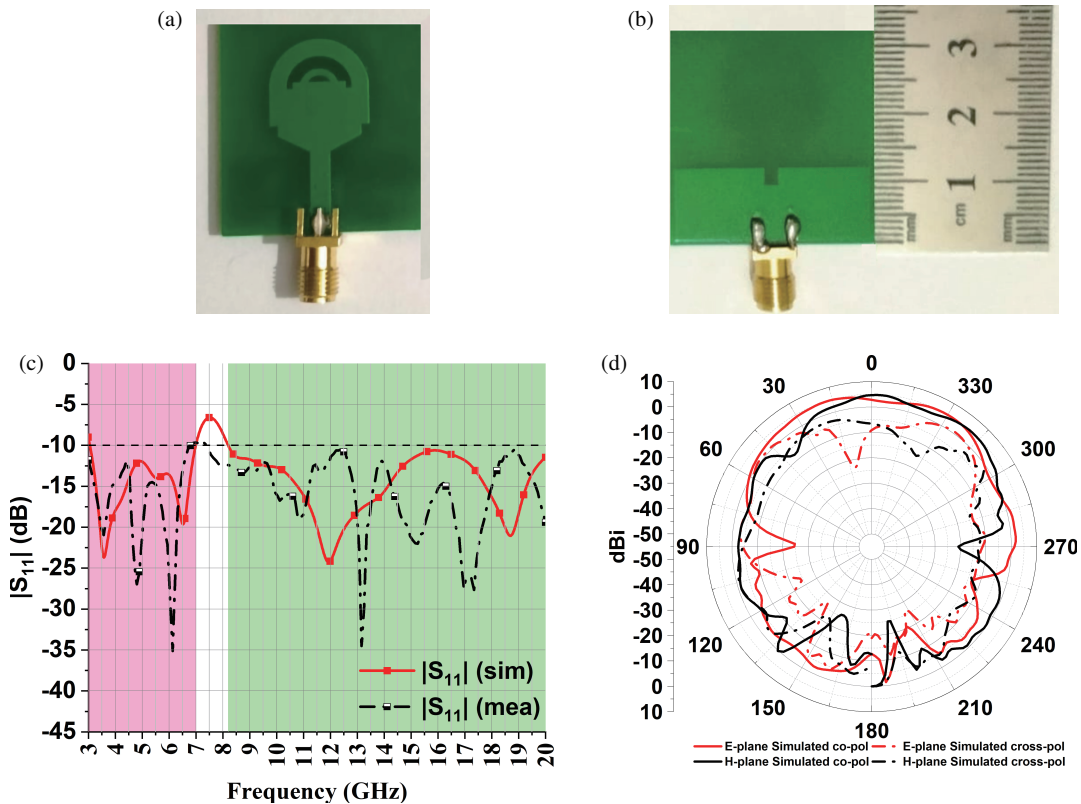 (a)
(b)
3
2
1
cm
mm
mm
(c)
0
-5
-10
-15
-20
-25
-30
-35
-40
-45
|S₁₁| (dB)
|S₁₁| (sim)
|S₁₁| (mea)
3 4 5 6 7 8 9 10 11 12 13 14 15 16 17 18 19 20
Frequency (GHz)
(d)
10
0
-10
-20
-30
-40
-50
-50
-40
-30
-20
-10
0
10
dBi
0
30
330
60
300
90
270
120
240
150
210
180
E-plane Simulated co-pol
E-plane Simulated cross-pol
H-plane Simulated co-pol
H-plane Simulated cross-pol